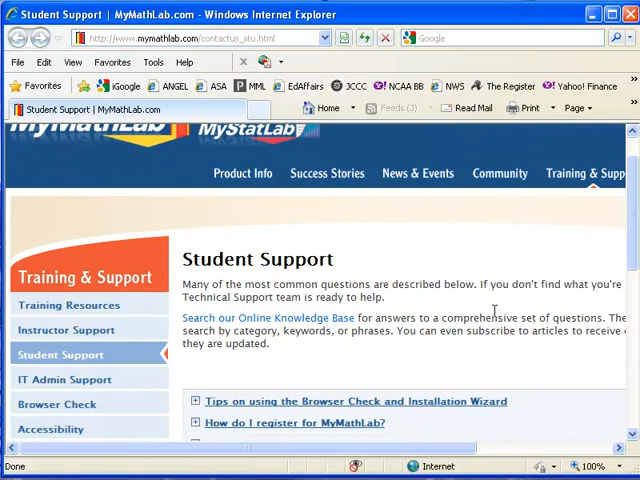 Student Support | MyMathLab.com - Windows Internet Explorer
http://www.mymathlab.com/contactus_stu.html
Google
File Edit View Favorites Tools Help
Favorites iGoogle ANGEL ASA MML EdAffairs JCCC NCAA BB NWS The Register Yahoo! Finance
Student Support | MyMathLab.com
Home Feeds (J) Read Mail Print Page
MyMathLab MyStatLab
Product Info Success Stories News & Events Community Training & Supp
Training & Support
Training Resources
Instructor Support
Student Support
IT Admin Support
Browser Check
Accessibility
Student Support
Many of the most common questions are described below. If you don't find what you're
Technical Support team is ready to help.
Search our Online Knowledge Base for answers to a comprehensive set of questions. The
search by category, keywords, or phrases. You can even subscribe to articles to receive
they are updated.
Tips on using the Browser Check and Installation Wizard
How do I register for MyMathLab?
Done Internet 100%